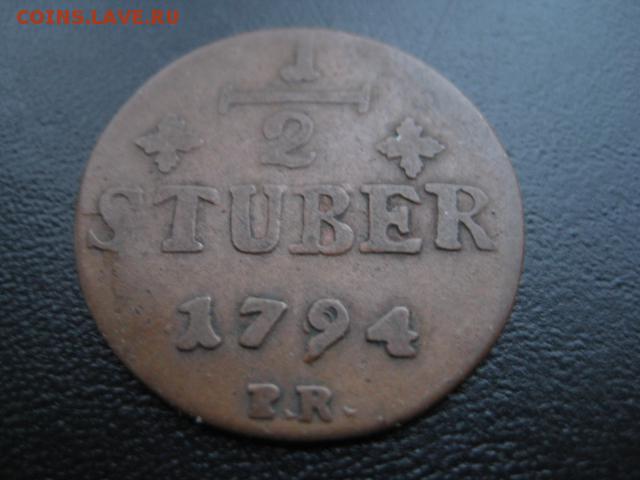 COINS.LAVE.RU
1
2
STUBER
1794
P.R.